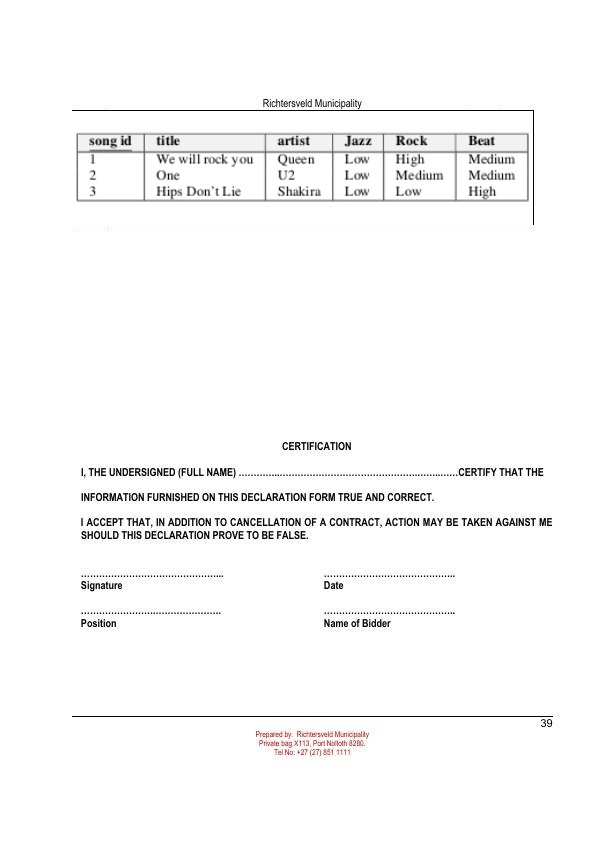 Richtersveld Municipality
song id title artist Jazz Rock Beat
1 We will rock you Queen Low High Medium
2 One U2 Low Medium Medium
3 Hips Don't Lie Shakira Low Low High
CERTIFICATION
I, THE UNDERSIGNED (FULL NAME) …………..……………………………………….……..……CERTIFY THAT THE
INFORMATION FURNISHED ON THIS DECLARATION FORM TRUE AND CORRECT.
I ACCEPT THAT, IN ADDITION TO CANCELLATION OF A CONTRACT, ACTION MAY BE TAKEN AGAINST ME
SHOULD THIS DECLARATION PROVE TO BE FALSE.
………………………………………... ……………………………………..
Signature Date
……………………..…………………. ……………………………………..
Position Name of Bidder
39
Prepared by: Richtersveld Municipality
Private bag X113, Port Nolloth 8280.
Tel No: +27 (27) 851 1111